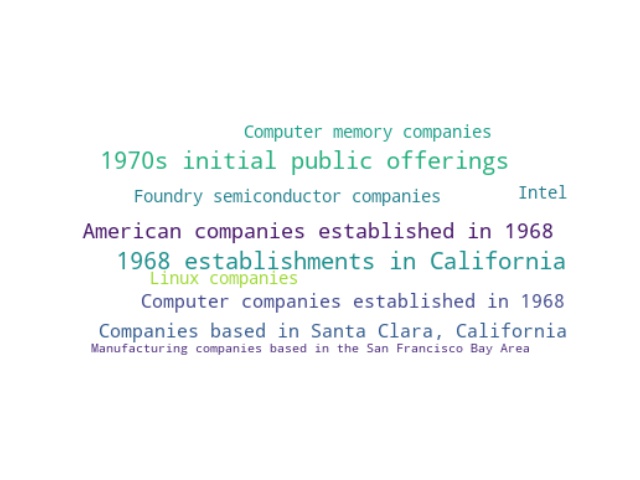 Computer memory companies
1970s initial public offerings
Foundry semiconductor companies
Intel
American companies established in 1968
1968 establishments in California
Linux companies
Computer companies established in 1968
Companies based in Santa Clara, California
Manufacturing companies based in the San Francisco Bay Area